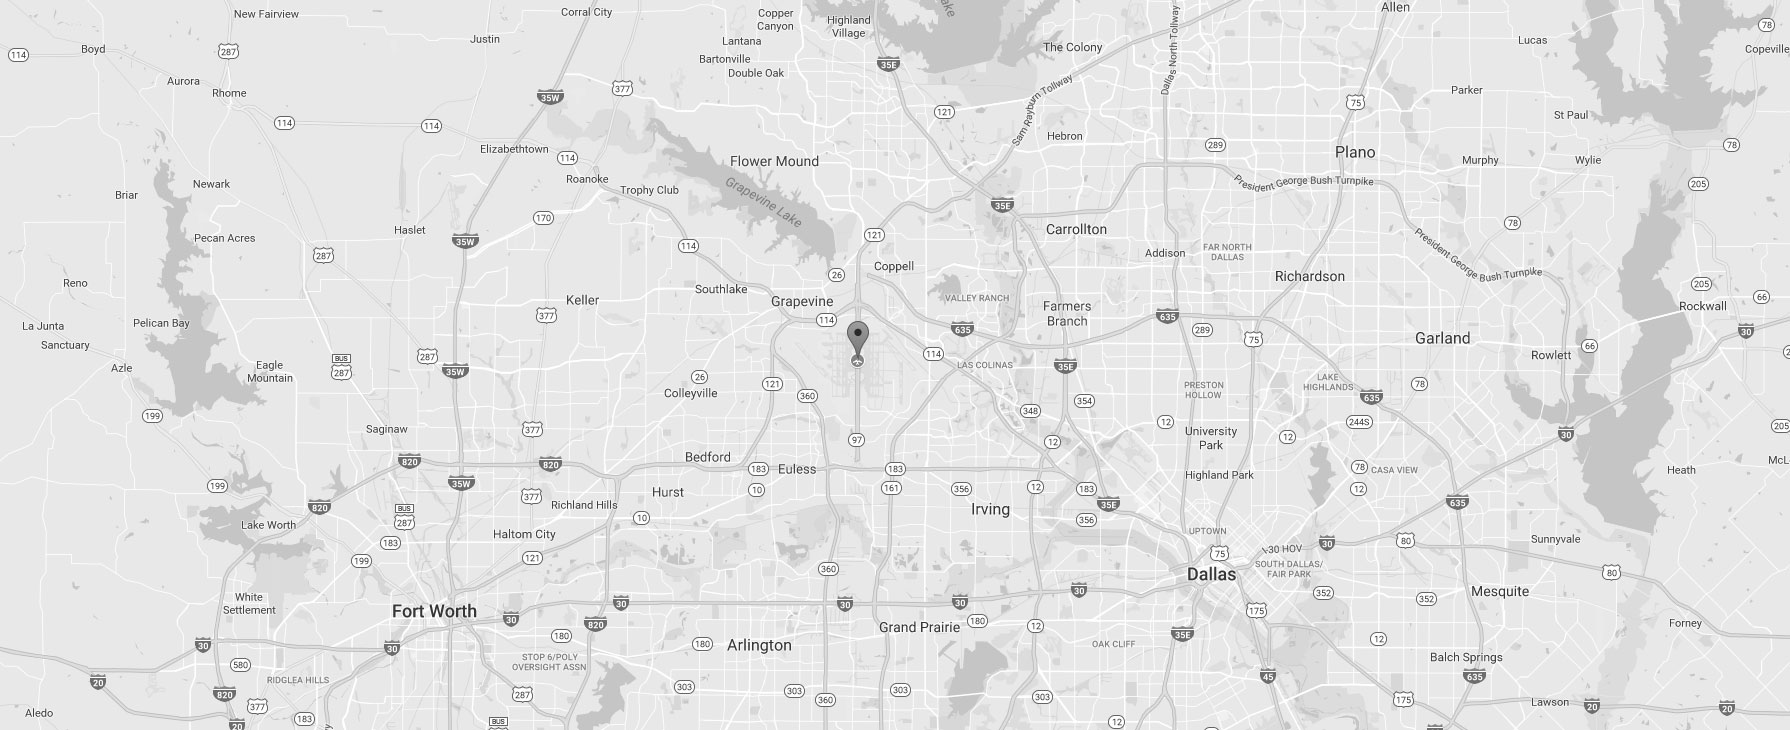 New Fairview
Corral City
Copper
Canyon
Highland
Village
Lake
Allen
114
Boyd
287
Justin
Lantana
The Colony
Dallas North Tollway
Lucas
78
Copeville
Bartonville
Double Oak
35E
Aurora
Rhome
35W
377
Sam Rayburn Tollway
75
Parker
114
114
121
St Paul
Elizabethtown
114
Hebron
289
Plano
78
Flower Mound
Murphy
Wylie
Roanoke
Trophy Club
Grapevine Lake
President George Bush Turnpike
205
Briar
Newark
35E
170
78
Haslet
Pecan Acres
35W
287
114
121
Carrollton
FAR NORTH
DALLAS
Addison
President George Bush Turnpike
26
Coppell
Richardson
Reno
Southlake
Keller
Grapevine
VALLEY RANCH
205
66
Rockwall
377
114
Farmers
Branch
635
635
289
75
La Junta
Pelican Bay
Garland
30
Sanctuary
66
Rowlett
BUS
287
287
114
LAS COLINAS
35E
Azle
Eagle
Mountain
35W
26
Colleyville
121
360
PRESTON
HOLLOW
LAKE
HIGHLANDS
78
635
199
348
354
12
244S
205
Saginaw
377
97
12
University
Park
12
30
820
820
Bedford
183
Euless
183
Highland Park
78
CASA VIEW
Heath
McL
35W
199
10
161
356
12
183
12
Hurst
377
Richland Hills
35E
635
820
BUS
287
10
Irving
356
Lake Worth
Haltom City
UPTOWN
183
121
75
I-30 HOV
30
80
Sunnyvale
199
360
Dallas
SOUTH DALLAS/
FAIR PARK
80
White
Settlement
Fort Worth
30
30
30
30
30
820
175
352
352
Mesquite
180
Grand Prairie
180
12
Forney
30
30
180
Arlington
35E
OAK CLIFF
12
580
STOP 6/POLY
OVERSIGHT ASSN
Balch Springs
RIDGLEA HILLS
20
820
287
303
303
303
303
45
635
377
360
175
Lawson
20
20
Aledo
183
20
BUS
12
20